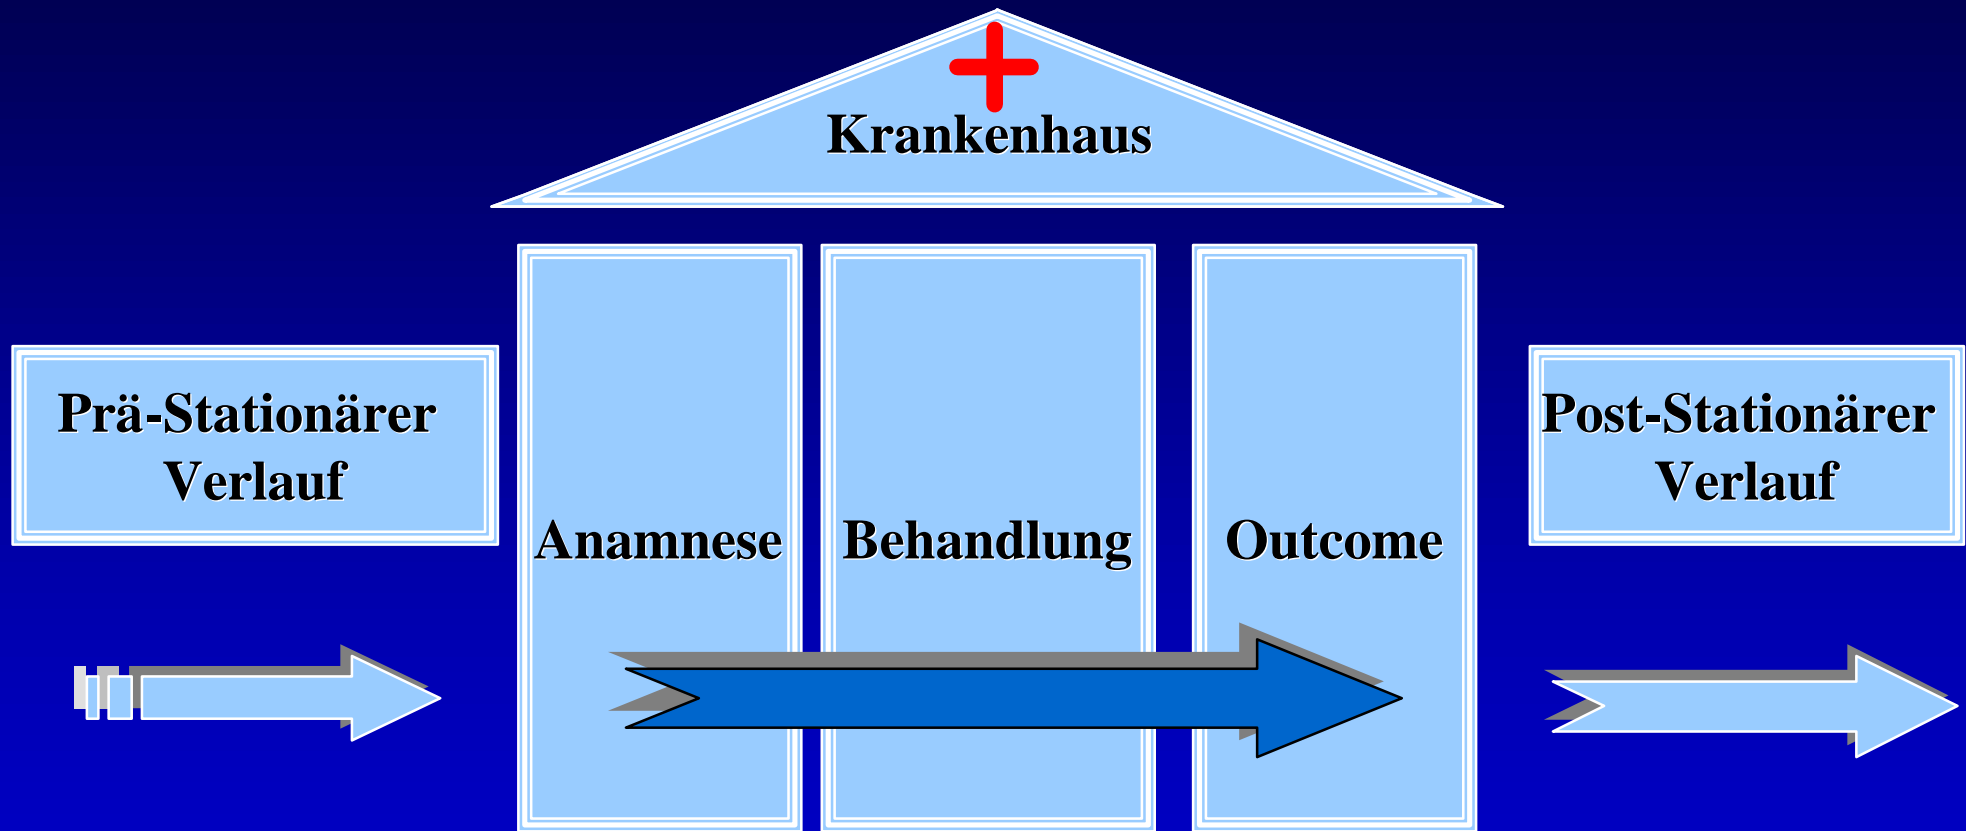 Krankenhaus
Prä-Stationärer
Verlauf
Anamnese
Behandlung
Outcome
Post-Stationärer
Verlauf